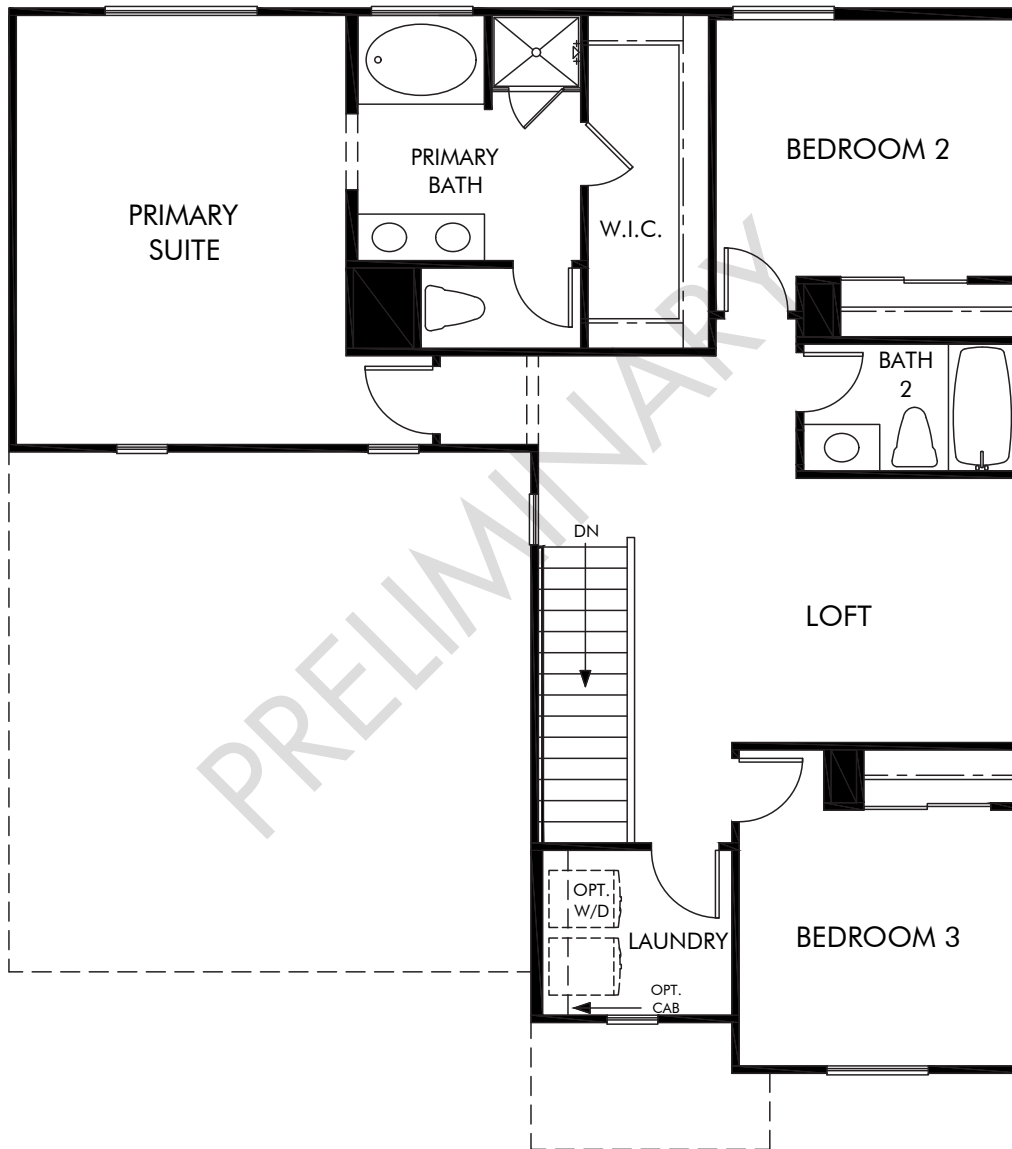 PRIMARY
SUITE
PRIMARY
BATH
W.I.C.
BEDROOM 2
BATH
2
DN
LOFT
OPT.
W/D
LAUNDRY
OPT.
CAB
BEDROOM 3
PRELIMINARY